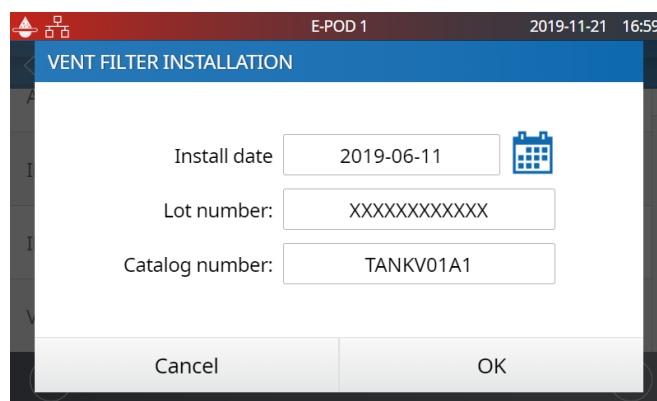 E-POD 1 2019-11-21 16:59
VENT FILTER INSTALLATION
Install date 2019-06-11
Lot number: XXXXXXXXXXXX
Catalog number: TANKV01A1
Cancel OK